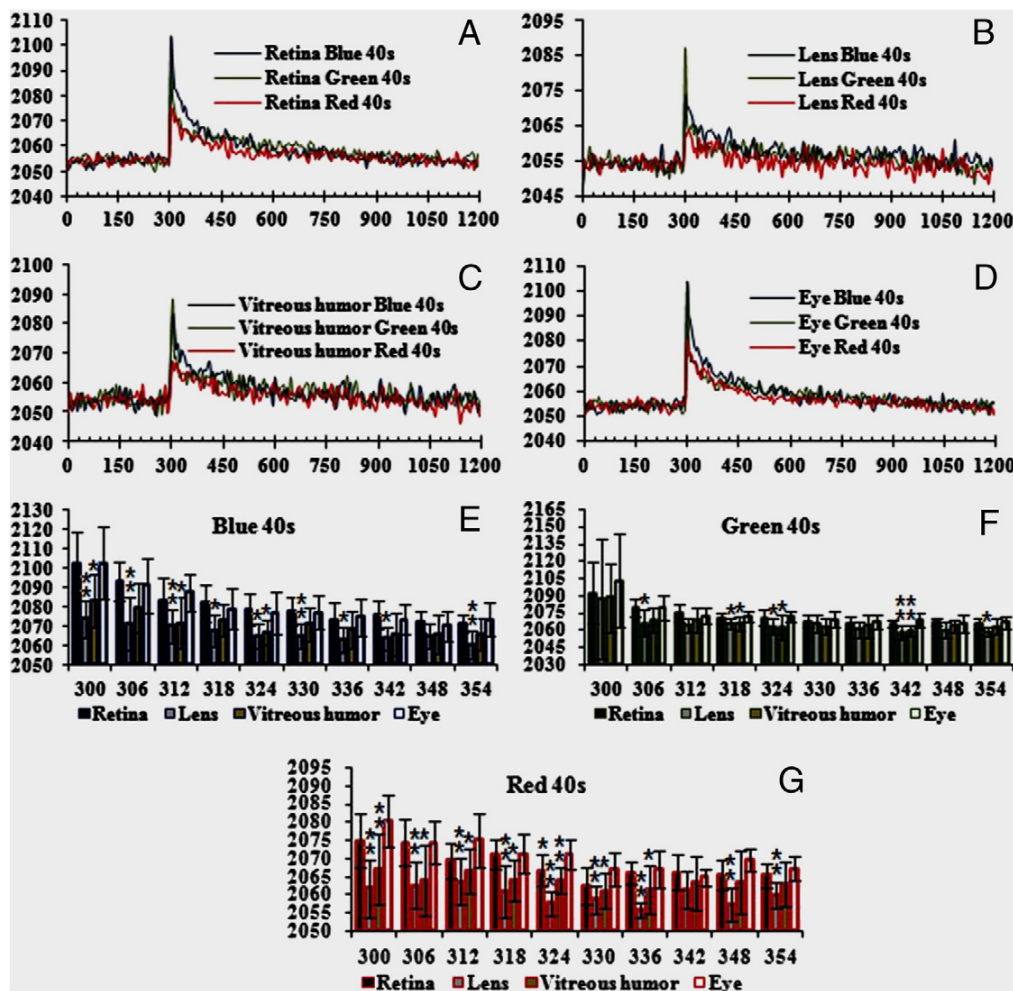 2110
2100
2090
2080
2070
2060
2050
2040
A
Retina Blue 40s
Retina Green 40s
Retina Red 40s
0 150 300 450 600 750 900 1050 1200
2095
2085
2075
2065
2055
2045
B
Lens Blue 40s
Lens Green 40s
Lens Red 40s
0 150 300 450 600 750 900 1050 1200
2100
2090
2080
2070
2060
2050
2040
C
Vitreous humor Blue 40s
Vitreous humor Green 40s
Vitreous humor Red 40s
0 150 300 450 600 750 900 1050 1200
2110
2100
2090
2080
2070
2060
2050
2040
D
Eye Blue 40s
Eye Green 40s
Eye Red 40s
0 150 300 450 600 750 900 1050 1200
2130
2120
2110
2100
2090
2080
2070
2060
2050
E
Blue 40s
300 306 312 318 324 330 336 342 348 354
Retina Lens Vitreous humor Eye
2165
2150
2135
2120
2105
2090
2075
2060
2045
2030
F
Green 40s
300 306 312 318 324 330 336 342 348 354
Retina Lens Vitreous humor Eye
2095
2090
2085
2080
2075
2070
2065
2060
2055
2050
G
Red 40s
300 306 312 318 324 330 336 342 348 354
Retina Lens Vitreous humor Eye